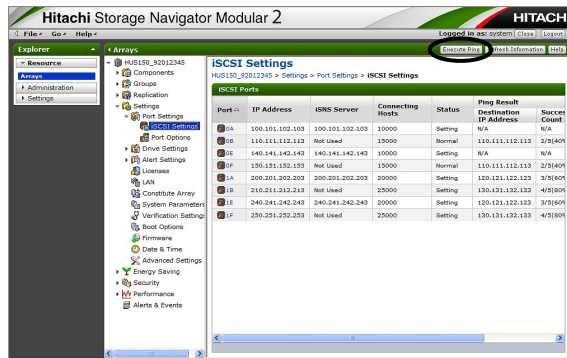 Hitachi Storage Navigator Modular 2
HITACH
File Go Help
Logged in as: system Close Logout
Explorer
Arrays
Execute Ping
Refresh Information
Help
Resource
Arrays
Administration
Settings
HUS150_92012345
Components
Groups
Replication
Settings
Port Settings
iSCSI Settings
Port Options
Drive Settings
Alert Settings
Licenses
LAN
Constitute Array
System Parameters
Verification Settings
Boot Options
Firmware
Date & Time
Advanced Settings
Energy Saving
Security
Performance
Alerts & Events
iSCSI Settings
HUS150_92012345 > Settings > Port Settings > iSCSI Settings
iSCSI Ports
Port IP Address iSNS Server Connecting Hosts Status Ping Result
Destination IP Address Succes Count
0A 100.101.102.103 100.101.102.103 10000 Setting N/A N/A
0B 110.111.112.113 Not Used 15000 Normal 110.111.112.113 2/5(40%
0E 140.141.142.143 140.141.142.143 10000 Setting N/A N/A
0F 150.151.152.153 Not Used 15000 Normal 110.111.112.113 2/5(40%
1A 200.201.202.203 200.201.202.203 20000 Setting 120.121.122.123 3/5(60%
1B 210.211.212.213 Not Used 25000 Setting 130.131.132.133 4/5(80%
1E 240.241.242.243 240.241.242.243 20000 Setting 120.121.122.123 3/5(60%
1F 250.251.252.253 Not Used 25000 Setting 130.131.132.133 4/5(80%